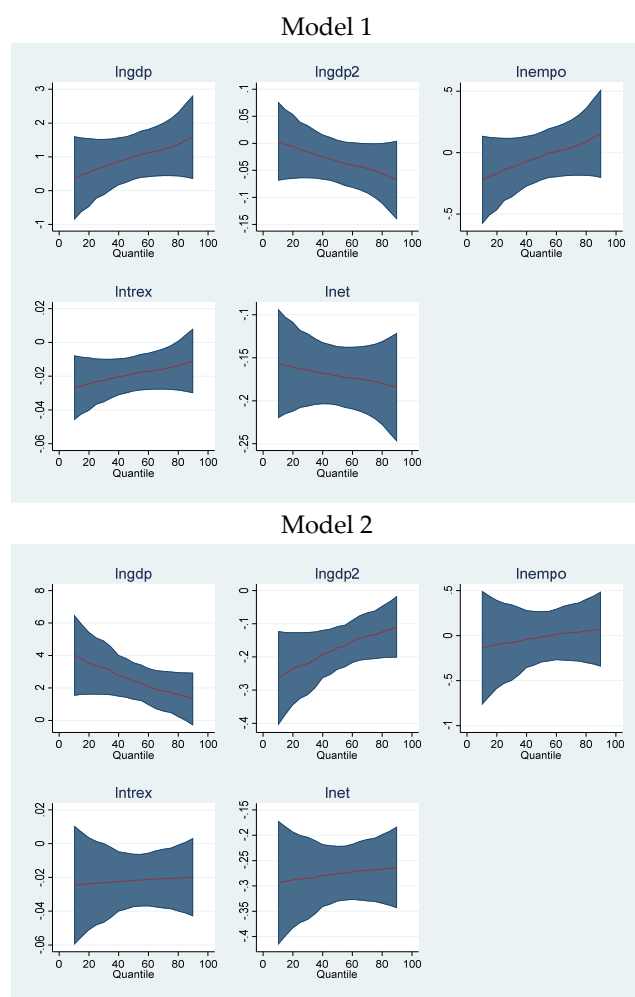 Model 1
lngdp lngdp2 lnempo
3 2 1 0 -1
.1 .05 0 -.05 -.1 -.15
.5 0 -.5
0 20 40 60 80 100 0 20 40 60 80 100 0 20 40 60 80 100
Quantile Quantile Quantile
lntrex lnet
.02 0 -.02 -.04 -.06
-.1 -.15 -.2 -.25
0 20 40 60 80 100 0 20 40 60 80 100
Quantile Quantile
Model 2
lngdp lngdp2 lnempo
8 6 4 2 0
0 -.1 -.2 -.3 -.4
.5 0 -.5 -1
0 20 40 60 80 100 0 20 40 60 80 100 0 20 40 60 80 100
Quantile Quantile Quantile
lntrex lnet
.02 0 -.02 -.04 -.06
-.15 -.2 -.25 -.3 -.35 -.4
0 20 40 60 80 100 0 20 40 60 80 100
Quantile Quantile